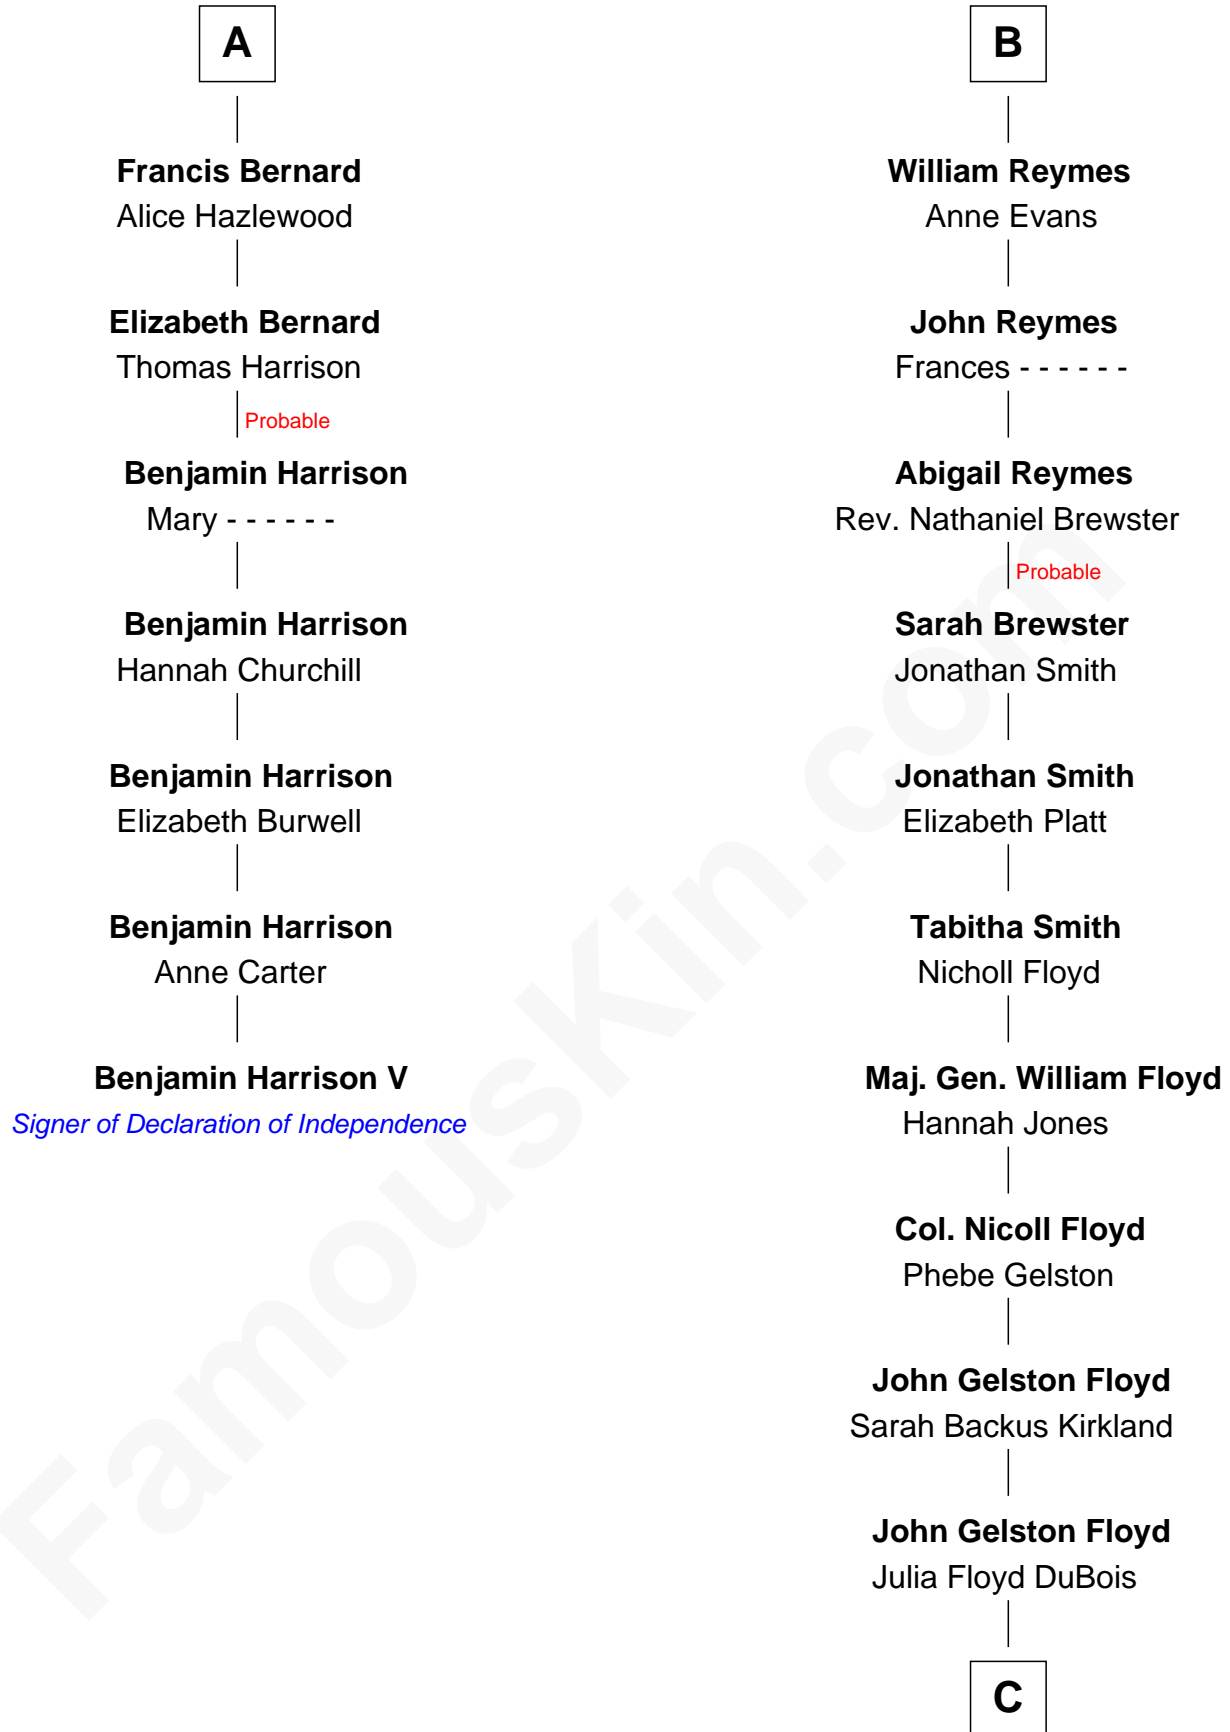 A
Francis Bernard
Alice Hazlewood
Elizabeth Bernard
Thomas Harrison
Probable
Benjamin Harrison
Mary - - - - - -
Benjamin Harrison
Hannah Churchill
Benjamin Harrison
Elizabeth Burwell
Benjamin Harrison
Anne Carter
Benjamin Harrison V
Signer of Declaration of Independence
B
William Reymes
Anne Evans
John Reymes
Frances - - - - - -
Abigail Reymes
Rev. Nathaniel Brewster
Probable
Sarah Brewster
Jonathan Smith
Jonathan Smith
Elizabeth Platt
Tabitha Smith
Nicholl Floyd
Maj. Gen. William Floyd
Hannah Jones
Col. Nicoll Floyd
Phebe Gelston
John Gelston Floyd
Sarah Backus Kirkland
John Gelston Floyd
Julia Floyd DuBois
C
FamousKin.com